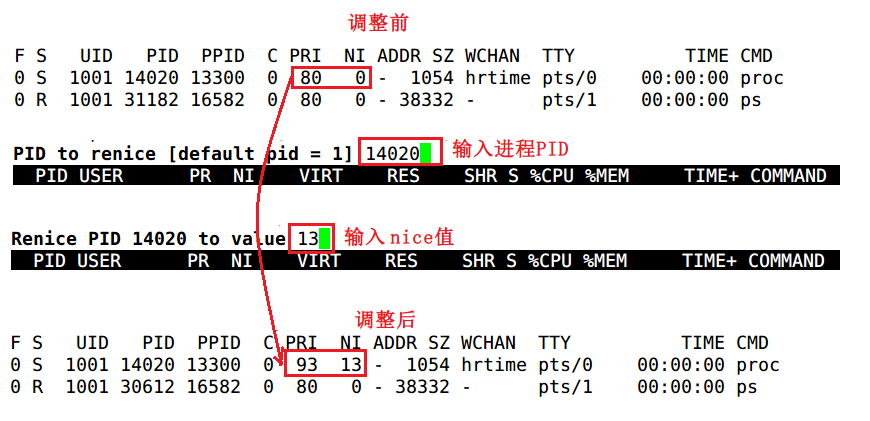 调整前
F S   UID   PID  PPID  C PRI  NI ADDR SZ WCHAN  TTY          TIME CMD
0 S  1001 14020 13300  0  80   0 -  1054 hrtime pts/0    00:00:00 proc
0 R  1001 31182 16582  0  80   0 - 38332 -      pts/1    00:00:00 ps
PID to renice [default pid = 1] 14020 输入进程PID
PID USER      PR  NI    VIRT    RES    SHR S %CPU %MEM     TIME+ COMMAND
Renice PID 14020 to value 13 输入nice值
PID USER      PR  NI    VIRT    RES    SHR S %CPU %MEM     TIME+ COMMAND
调整后
F S   UID   PID  PPID  C PRI  NI ADDR SZ WCHAN  TTY          TIME CMD
0 S  1001 14020 13300  0  93  13 -  1054 hrtime pts/0    00:00:00 proc
0 R  1001 30612 16582  0  80   0 - 38332 -      pts/1    00:00:00 ps